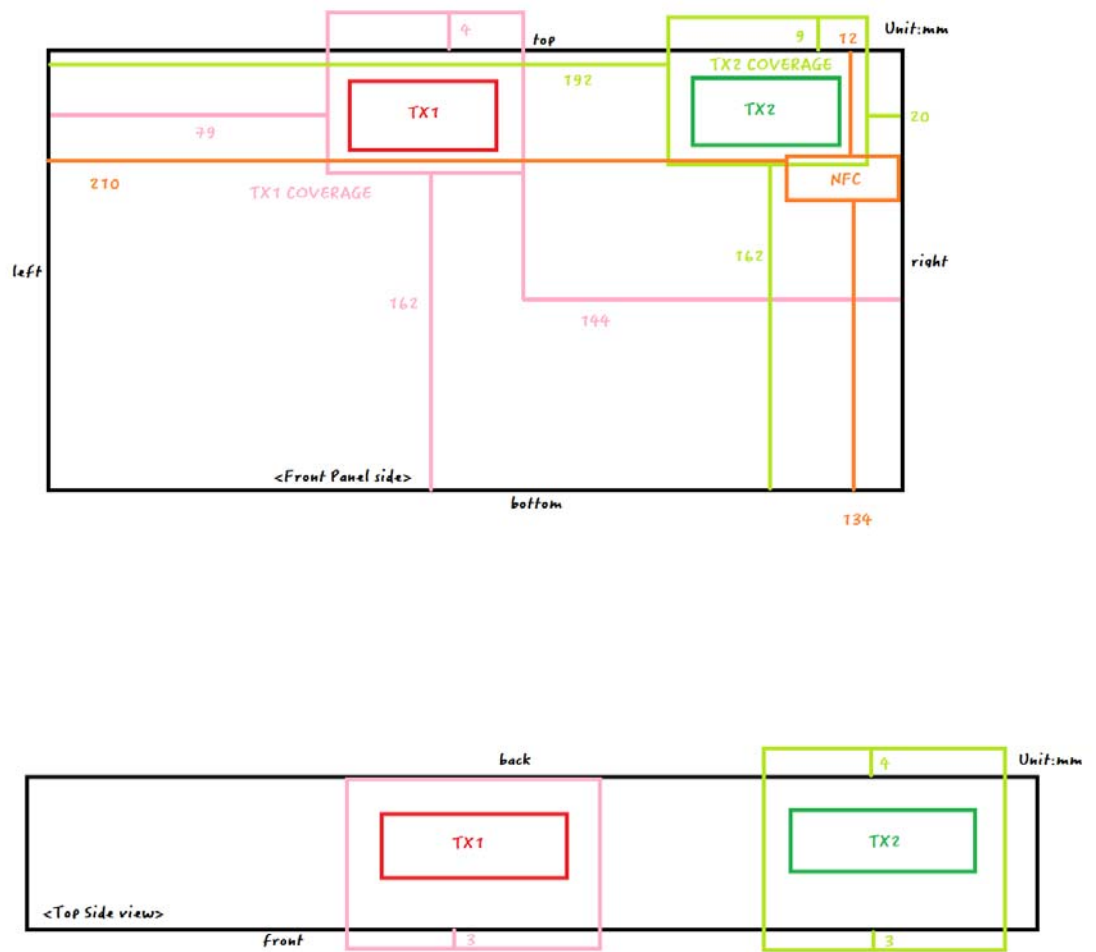 4
top
9
12
Unit:mm
TX2 COVERAGE
192
TX1
TX2
20
79
210
NFC
TX1 COVERAGE
left
162
right
162
144
<Front Panel side>
bottom
134
back
4
Unit:mm
TX1
TX2
<Top Side view>
front
3
3